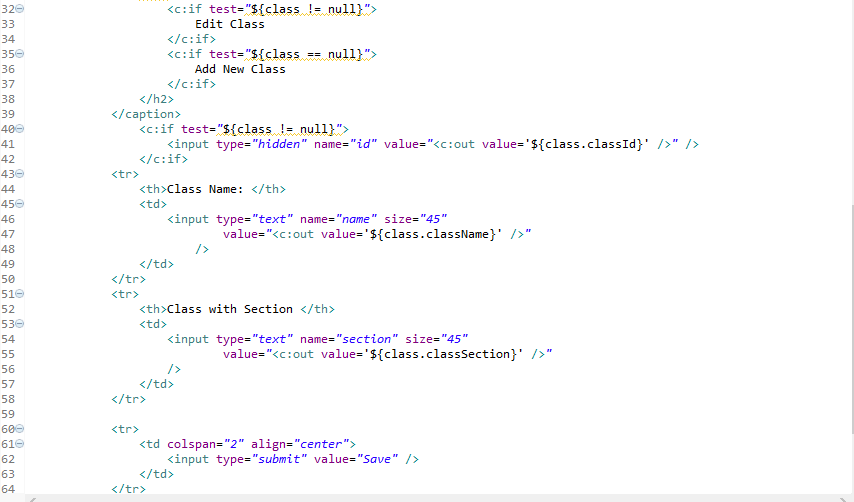 32 <c:if test="${class != null}">
33 Edit Class
34 </c:if>
35 <c:if test="${class == null}">
36 Add New Class
37 </c:if>
38 </h2>
39 </caption>
40 <c:if test="${class != null}">
41 <input type="hidden" name="id" value="<c:out value='${class.classId}' />" />
42 </c:if>
43 <tr>
44 <th>Class Name: </th>
45 <td>
46 <input type="text" name="name" size="45"
47 value="<c:out value='${class.className}' />"
48 />
49 </td>
50 </tr>
51 <tr>
52 <th>Class with Section </th>
53 <td>
54 <input type="text" name="section" size="45"
55 value="<c:out value='${class.classSection}' />"
56 />
57 </td>
58 </tr>
59
60 <tr>
61 <td colspan="2" align="center">
62 <input type="submit" value="Save" />
63 </td>
64 </tr>